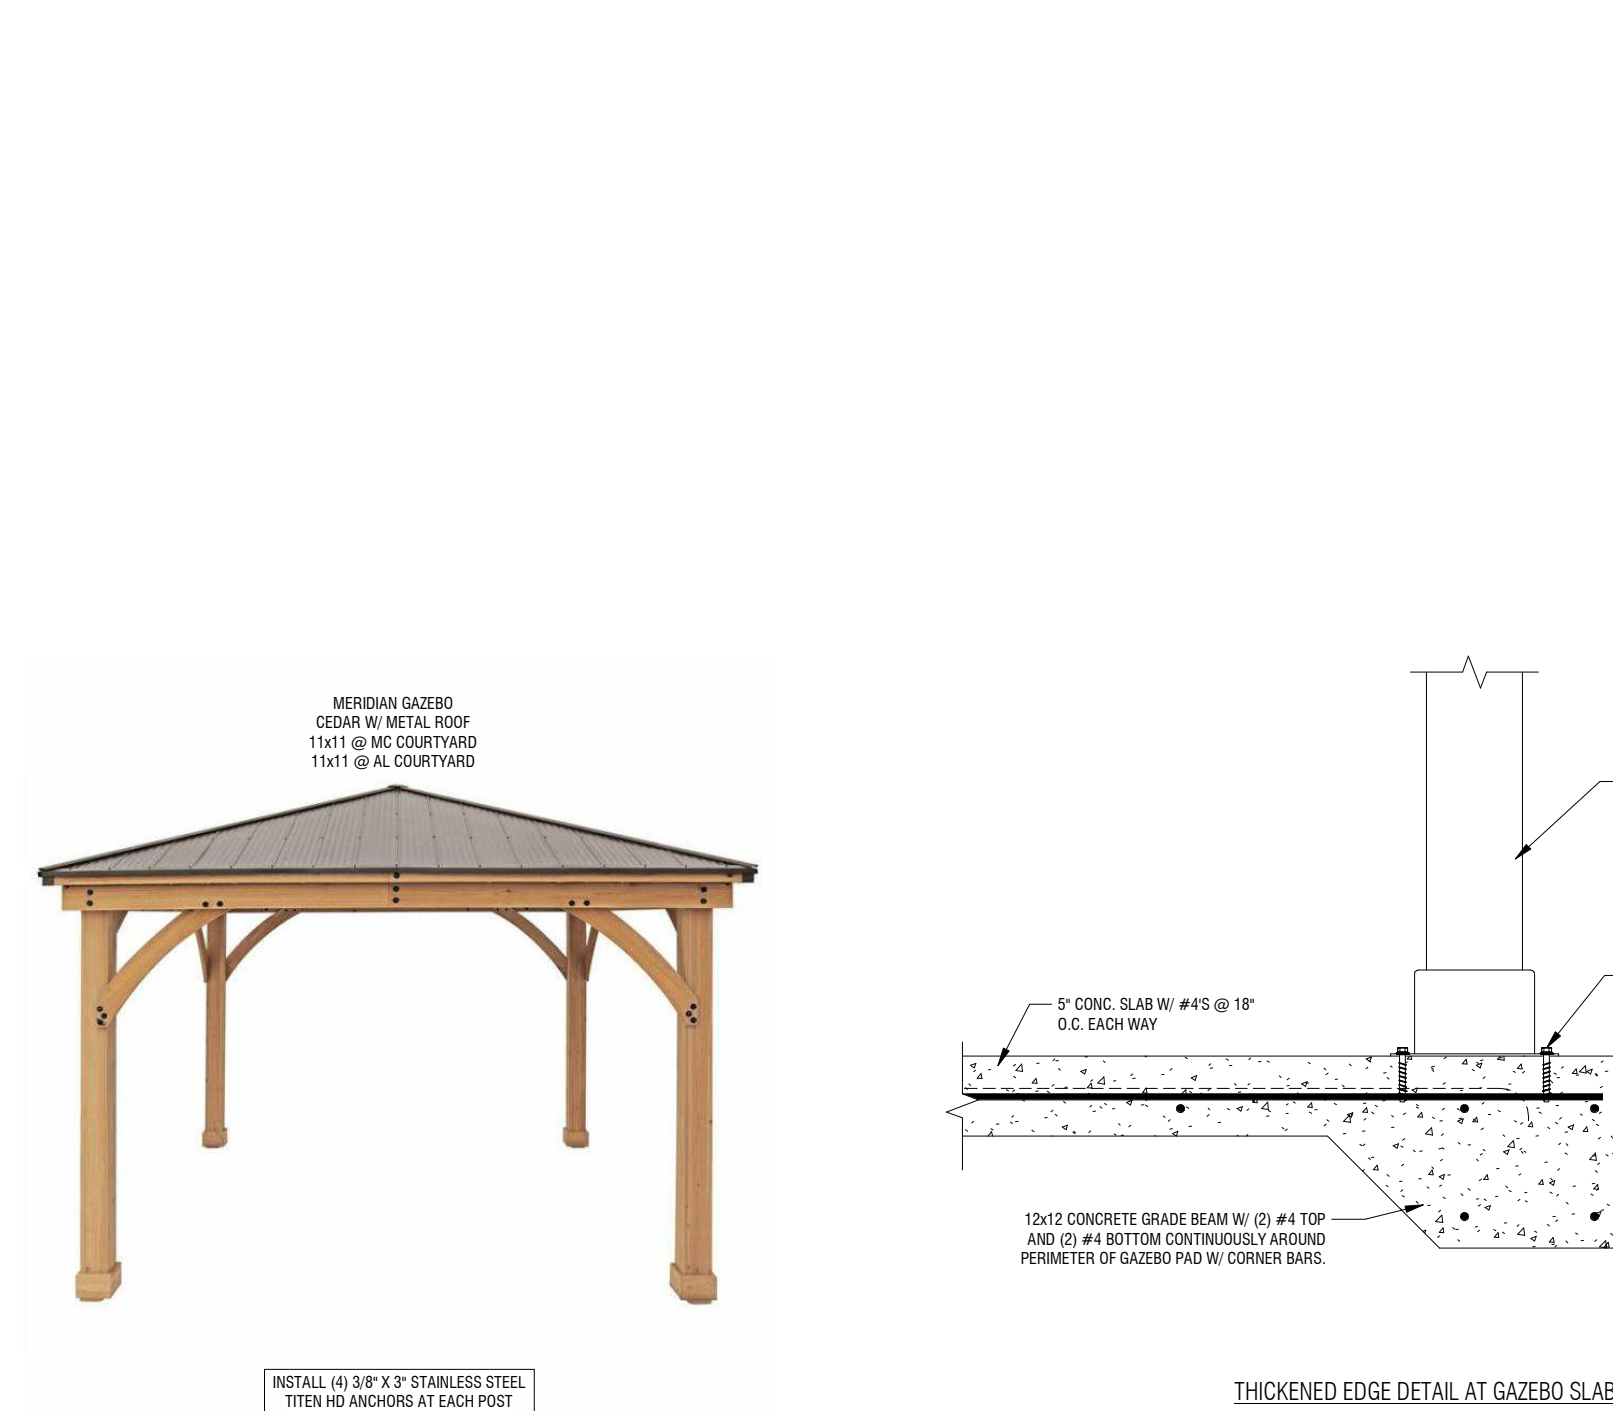 MERIDIAN GAZEBO
CEDAR W/ METAL ROOF
11x11 @ MC COURTYARD
11x11 @ AL COURTYARD
5" CONC. SLAB W/ #4'S @ 18"
O.C. EACH WAY
12x12 CONCRETE GRADE BEAM W/ (2) #4 TOP
AND (2) #4 BOTTOM CONTINUOUSLY AROUND
PERIMETER OF GAZEBO PAD W/ CORNER BARS.
INSTALL (4) 3/8" X 3" STAINLESS STEEL
TITEN HD ANCHORS AT EACH POST
THICKENED EDGE DETAIL AT GAZEBO SLAB